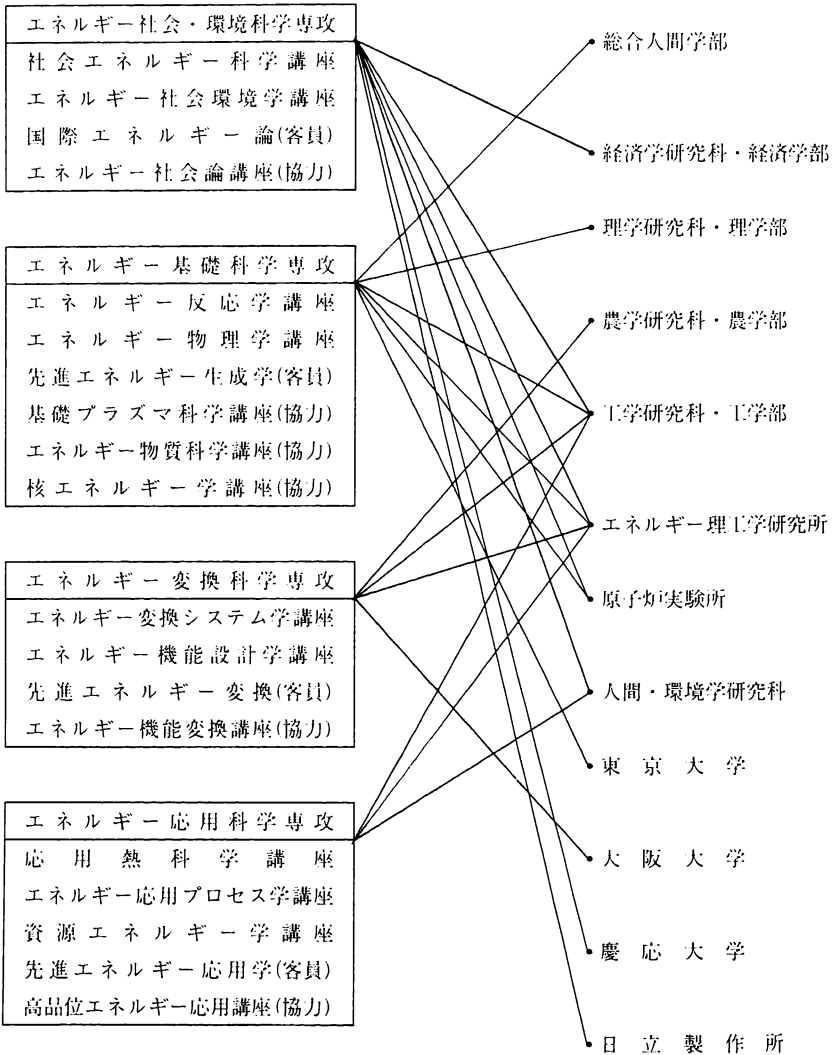 エネルギー社会・環境科学専攻
社会エネルギー科学講座
エネルギー社会環境学講座
国際エネルギー論(客員)
エネルギー社会論講座(協力)
エネルギー基礎科学専攻
エネルギー反応学講座
エネルギー物理学講座
先進エネルギー生成学(客員)
基礎プラズマ科学講座(協力)
エネルギー物質科学講座(協力)
核エネルギー学講座(協力)
エネルギー変換科学専攻
エネルギー変換システム学講座
エネルギー機能設計学講座
先進エネルギー変換(客員)
エネルギー機能変換講座(協力)
エネルギー応用科学専攻
応用熱科学講座
エネルギー応用プロセス学講座
資源エネルギー学講座
先進エネルギー応用学(客員)
高品位エネルギー応用講座(協力)
総合人間学部
経済学研究科・経済学部
理学研究科・理学部
農学研究科・農学部
工学研究科・工学部
エネルギー理工学研究所
原子炉実験所
人間・環境学研究科
東京大学
大阪大学
慶応大学
日立製作所